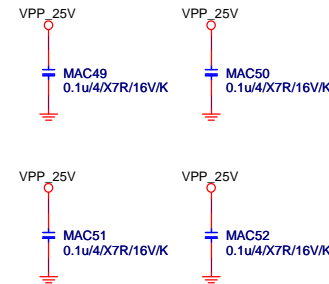 VPP_25V
VPP_25V
MAC49
0.1u/4/X7R/16V/K
MAC50
0.1u/4/X7R/16V/K
VPP_25V
VPP_25V
MAC51
0.1u/4/X7R/16V/K
MAC52
0.1u/4/X7R/16V/K